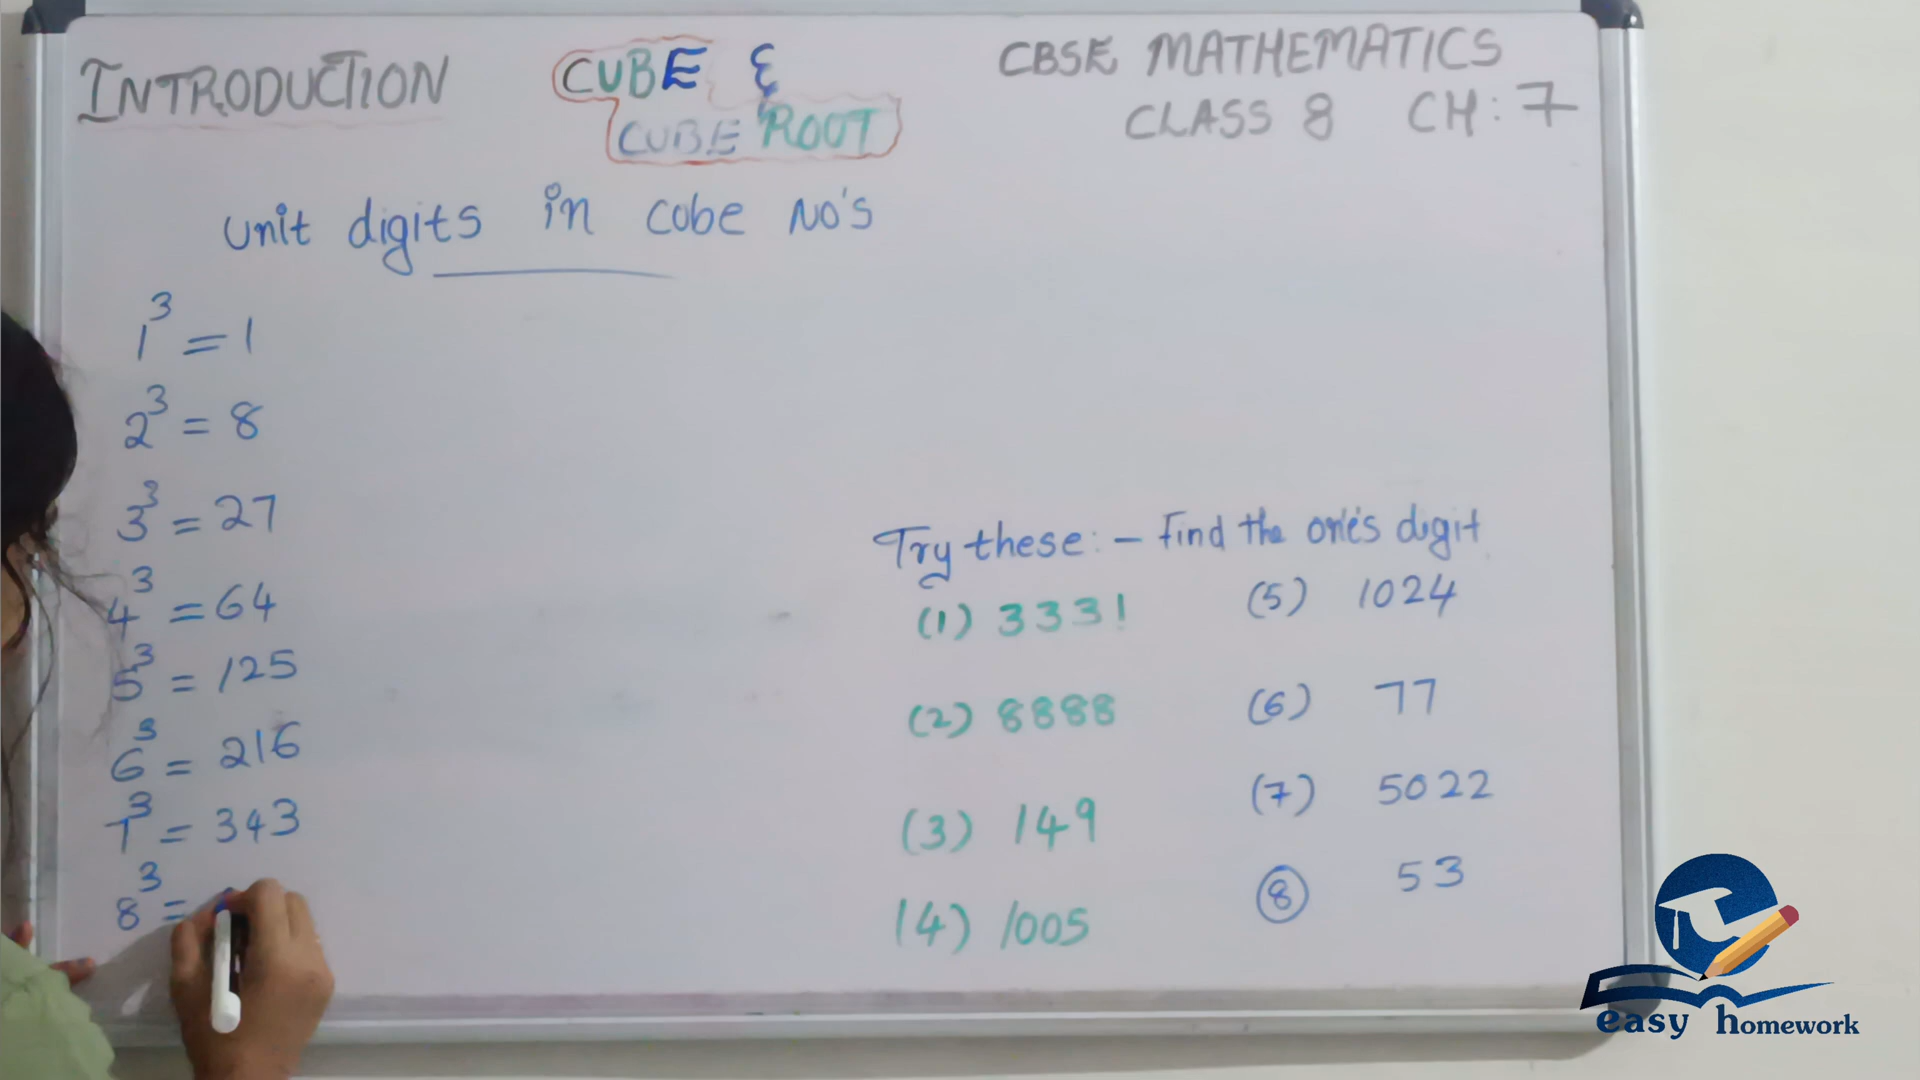 INTRODUCTION
CUBE &
CUBE ROOT
CBSE MATHEMATICS
CLASS 8 CH: 7
Unit digits in cube No's
1³ = 1
2³ = 8
3³ = 27
4³ = 64
5³ = 125
6³ = 216
7³ = 343
8³ =
Try these: - Find the one's digit
(1) 3331
(2) 8888
(3) 149
(4) 1005
(5) 1024
(6) 77
(7) 5022
(8) 53
easy homework